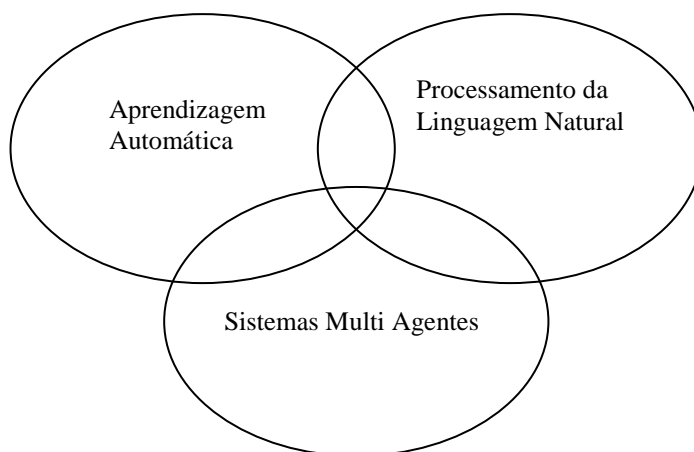 Aprendizagem
Automática
Processamento da
Linguagem Natural
Sistemas Multi Agentes